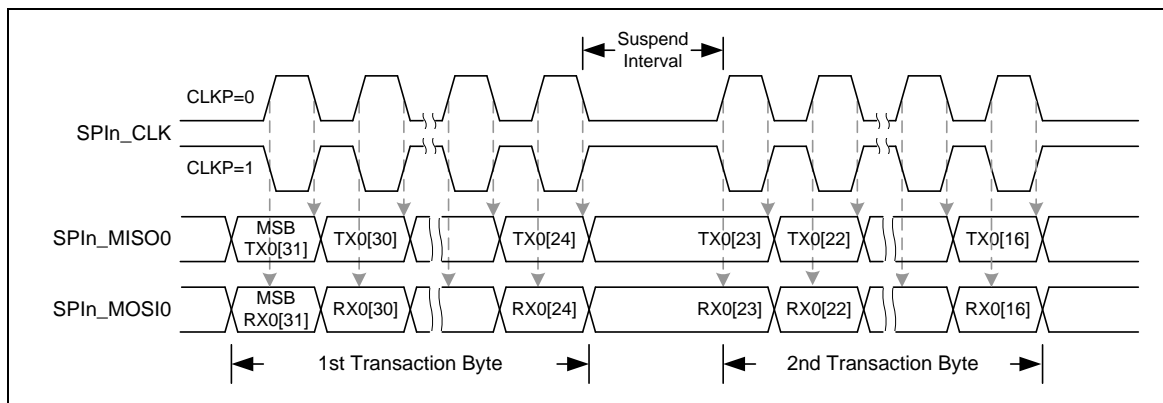 Suspend
Interval
CLKP=0
SPIn_CLK
CLKP=1
SPIn_MISO0
MSB
TX0[31]
TX0[30]
TX0[24]
TX0[23]
TX0[22]
TX0[16]
SPIn_MOSI0
MSB
RX0[31]
RX0[30]
RX0[24]
RX0[23]
RX0[22]
RX0[16]
1st Transaction Byte
2nd Transaction Byte